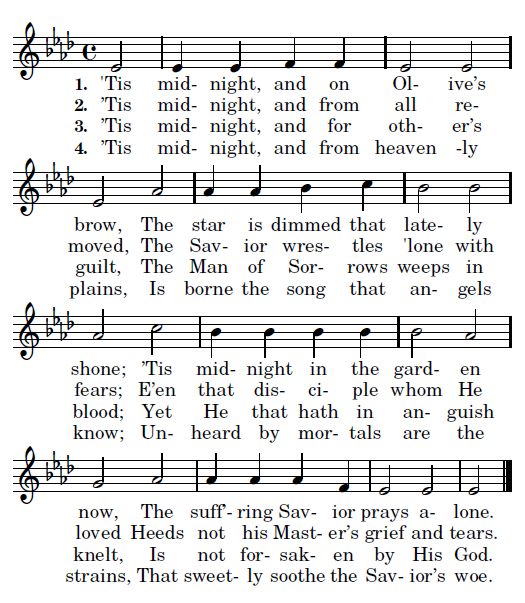 1. 'Tis mid- night, and on Ol- ive's
2. 'Tis mid- night, and from all re-
3. 'Tis mid- night, and for oth- er's
4. 'Tis mid- night, and from heaven -ly
brow, The star is dimmed that late- ly
moved, The Sav- ior wres- tles 'lone with
guilt, The Man of Sor- rows weeps in
plains, Is borne the song that an- gels
shone; 'Tis mid- night in the gard- en
fears; E'en that dis- ci- ple whom He
blood; Yet He that hath in an- guish
know; Un- heard by mor- tals are the
now, The suff'- ring Sav- ior prays a- lone.
loved Heeds not his Mast- er's grief and tears.
knelt, Is not for- sak- en by His God.
strains, That sweet- ly soothe the Sav- ior's woe.